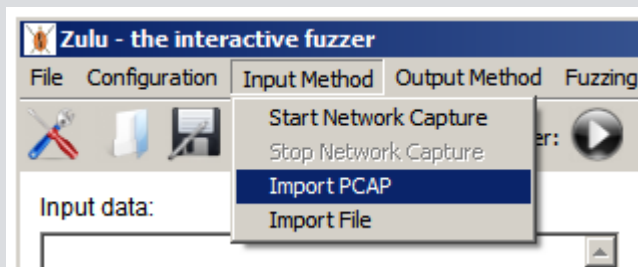 Zulu - the interactive fuzzer
File Configuration Input Method Output Method Fuzzing
Start Network Capture
er:
Stop Network Capture
Import PCAP
Input data:
Import File